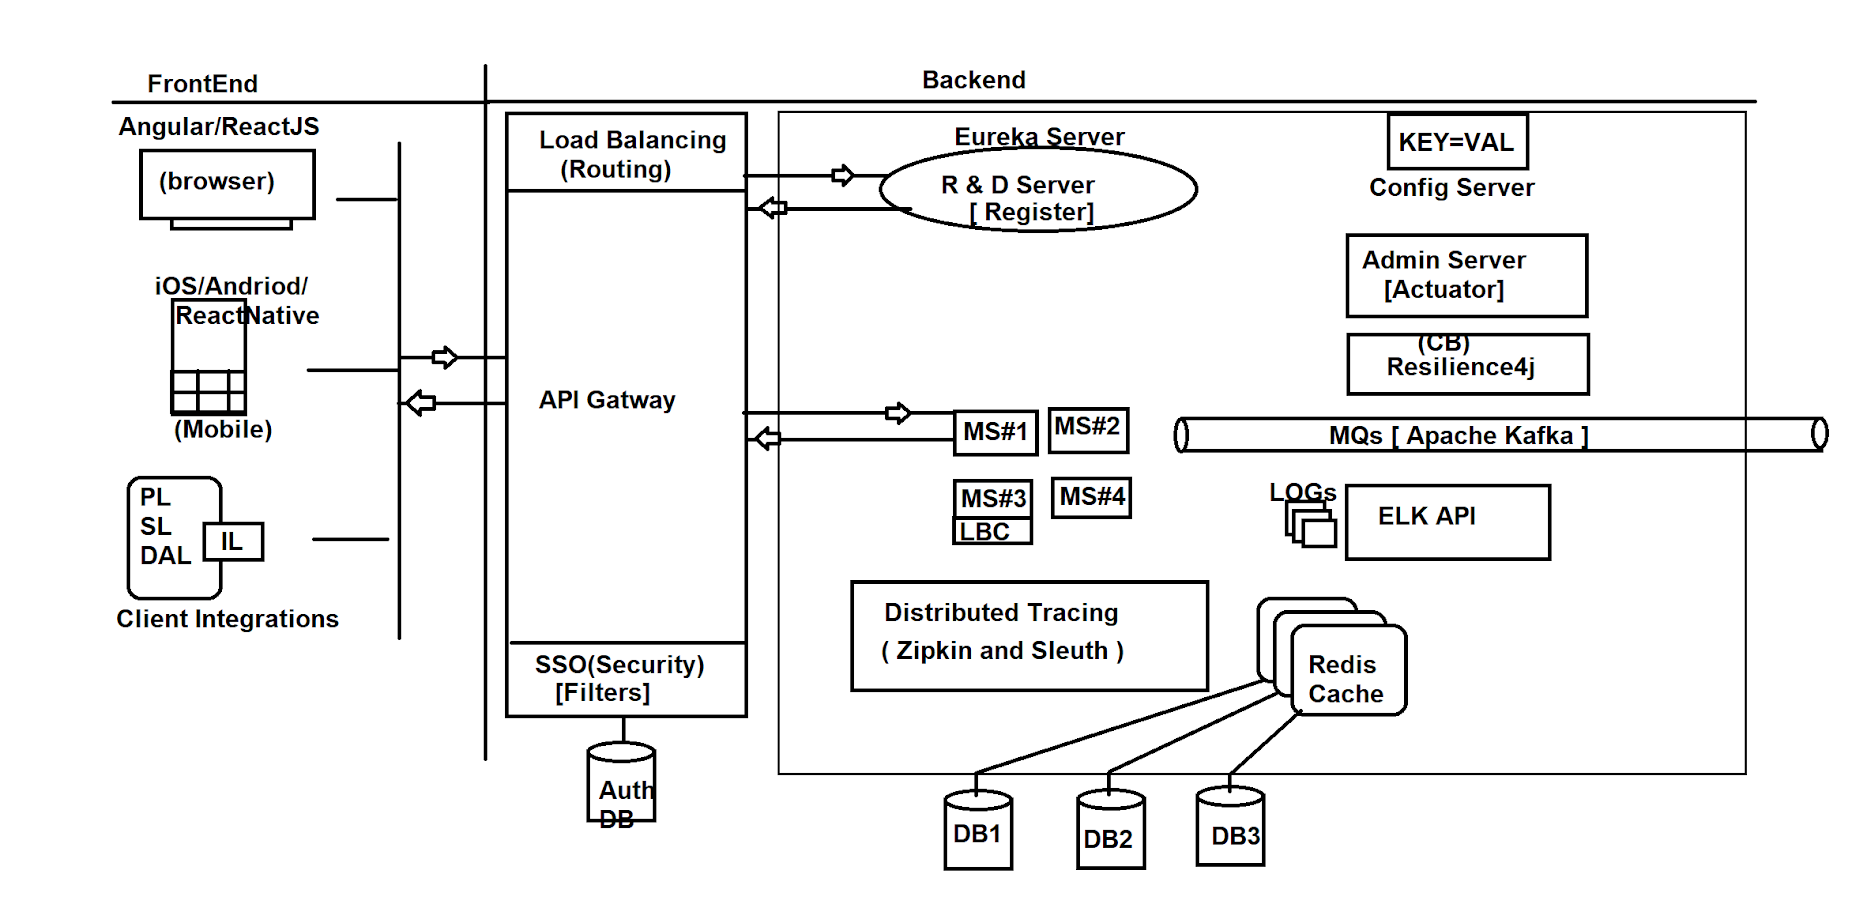 FrontEnd
Backend
Angular/ReactJS
(browser)
iOS/Andriod/
ReactNative
(Mobile)
PL
SL
DAL
IL
Client Integrations
Load Balancing
(Routing)
API Gatway
SSO(Security)
[Filters]
Auth
DB
Eureka Server
R & D Server
[ Register]
KEY=VAL
Config Server
Admin Server
[Actuator]
(CB)
Resilience4j
MS#1
MS#2
MS#3
LBC
MS#4
MQs [ Apache Kafka ]
LOGs
ELK API
Distributed Tracing
( Zipkin and Sleuth )
Redis
Cache
DB1
DB2
DB3